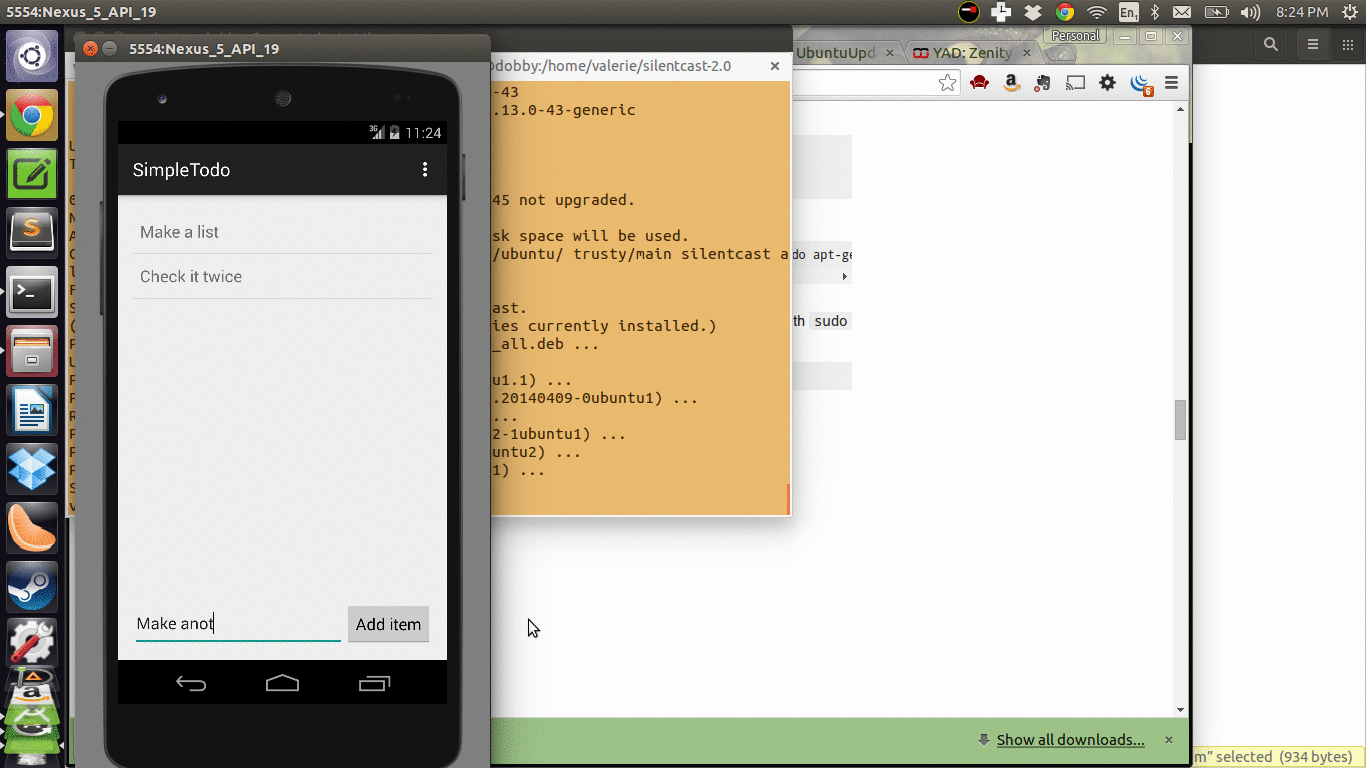 5554:Nexus_5_API_19
En₁
8:24 PM
5554:Nexus_5_API_19
11:24
SimpleTodo
Make a list
Check it twice
Make anot
Add item
dobby:/home/valerie/silentcast-2.0
-43
.13.0-43-generic
45 not upgraded.
sk space will be used.
/ubuntu/ trusty/main silentcast a
ast.
ies currently installed.)
_all.deb ...
u1.1) ...
.20140409-0ubuntu1) ...
...
2-1ubuntu1) ...
untu2) ...
1) ...
Personal
UbuntuUpd
YAD: Zenity
6
do apt-ge
th sudo
Show all downloads...
m" selected (934 bytes)